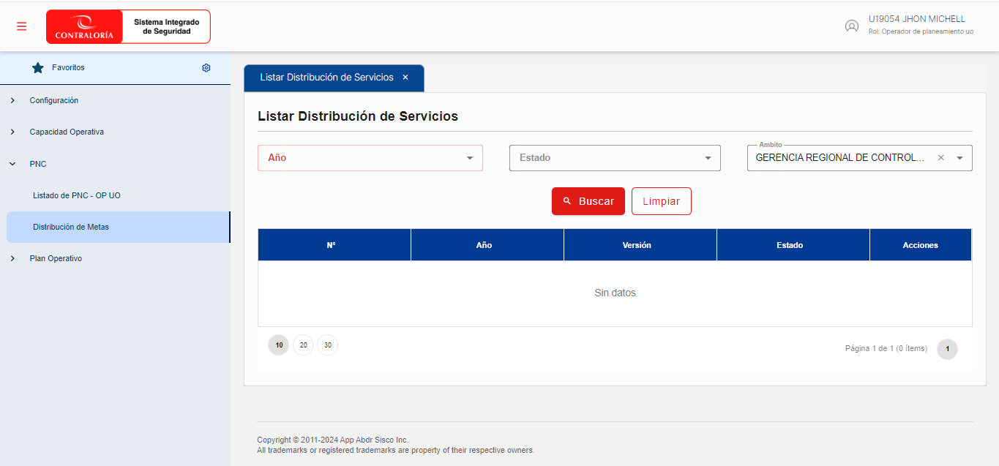 CONTRALORÍA
Sistema Integrado
de Seguridad
U19054 JHON MICHELL
Rol: Operador de planeamiento uo
Favoritos
Configuración
Capacidad Operativa
PNC
Listado de PNC - OP UO
Distribución de Metas
Plan Operativo
Listar Distribución de Servicios ×
Listar Distribución de Servicios
Año
Estado
Ambito
GERENCIA REGIONAL DE CONTROL... ×
Buscar
Limpiar
Nº Año Versión Estado Acciones
Sin datos
10 20 30
Página 1 de 1 (0 ítems) 1
Copyright © 2011-2024 App Abdr Sisco Inc.
All trademarks or registered trademarks are property of their respective owners.